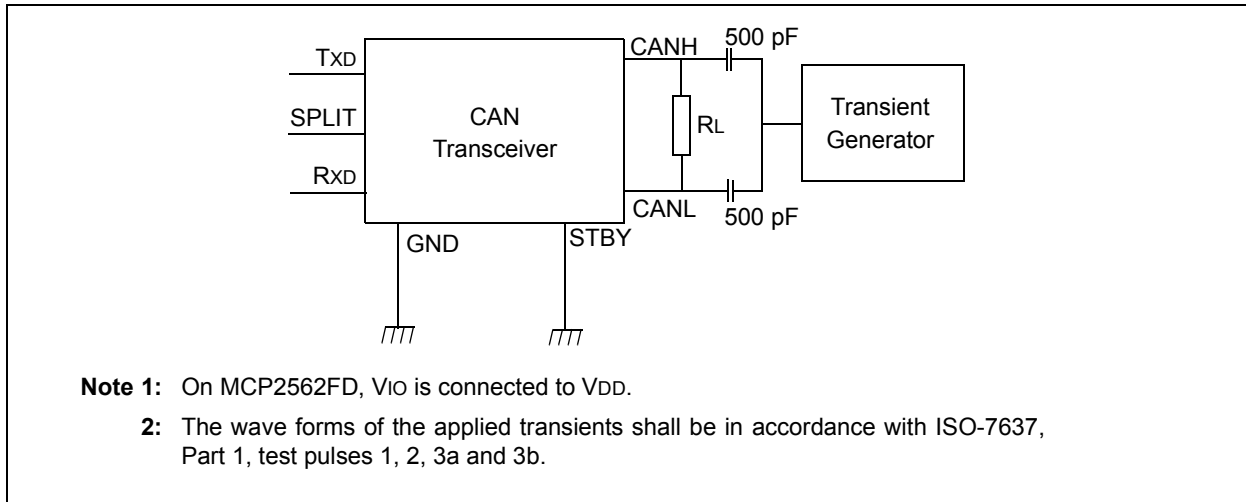 TXD
SPLIT
RXD
CAN
Transceiver
CANH
500 pF
RL
CANL
500 pF
Transient
Generator
GND
STBY
Note 1: On MCP2562FD, VIO is connected to VDD.
2: The wave forms of the applied transients shall be in accordance with ISO-7637,
Part 1, test pulses 1, 2, 3a and 3b.